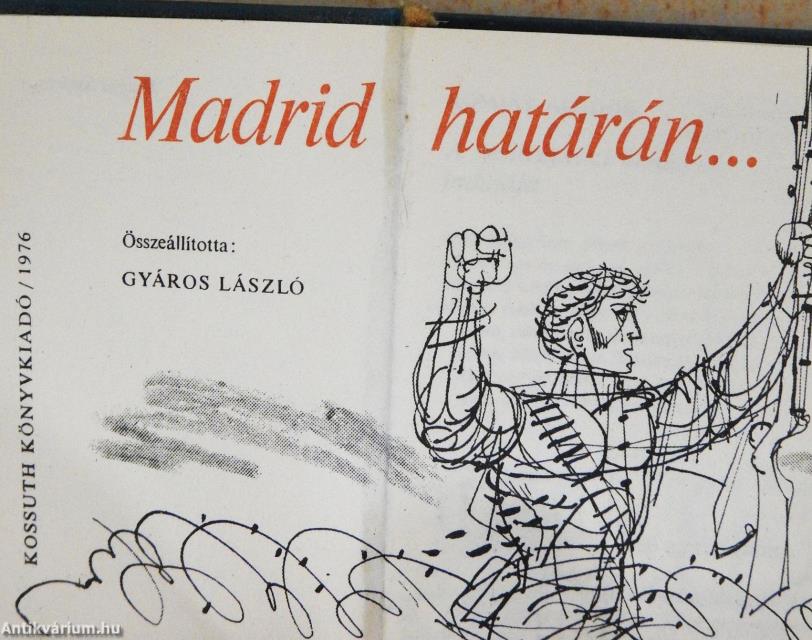 Madrid határán...
Összeállította:
GYÁROS LÁSZLÓ
KOSSUTH KÖNYVKIADÓ / 1976
Antikvárium.hu